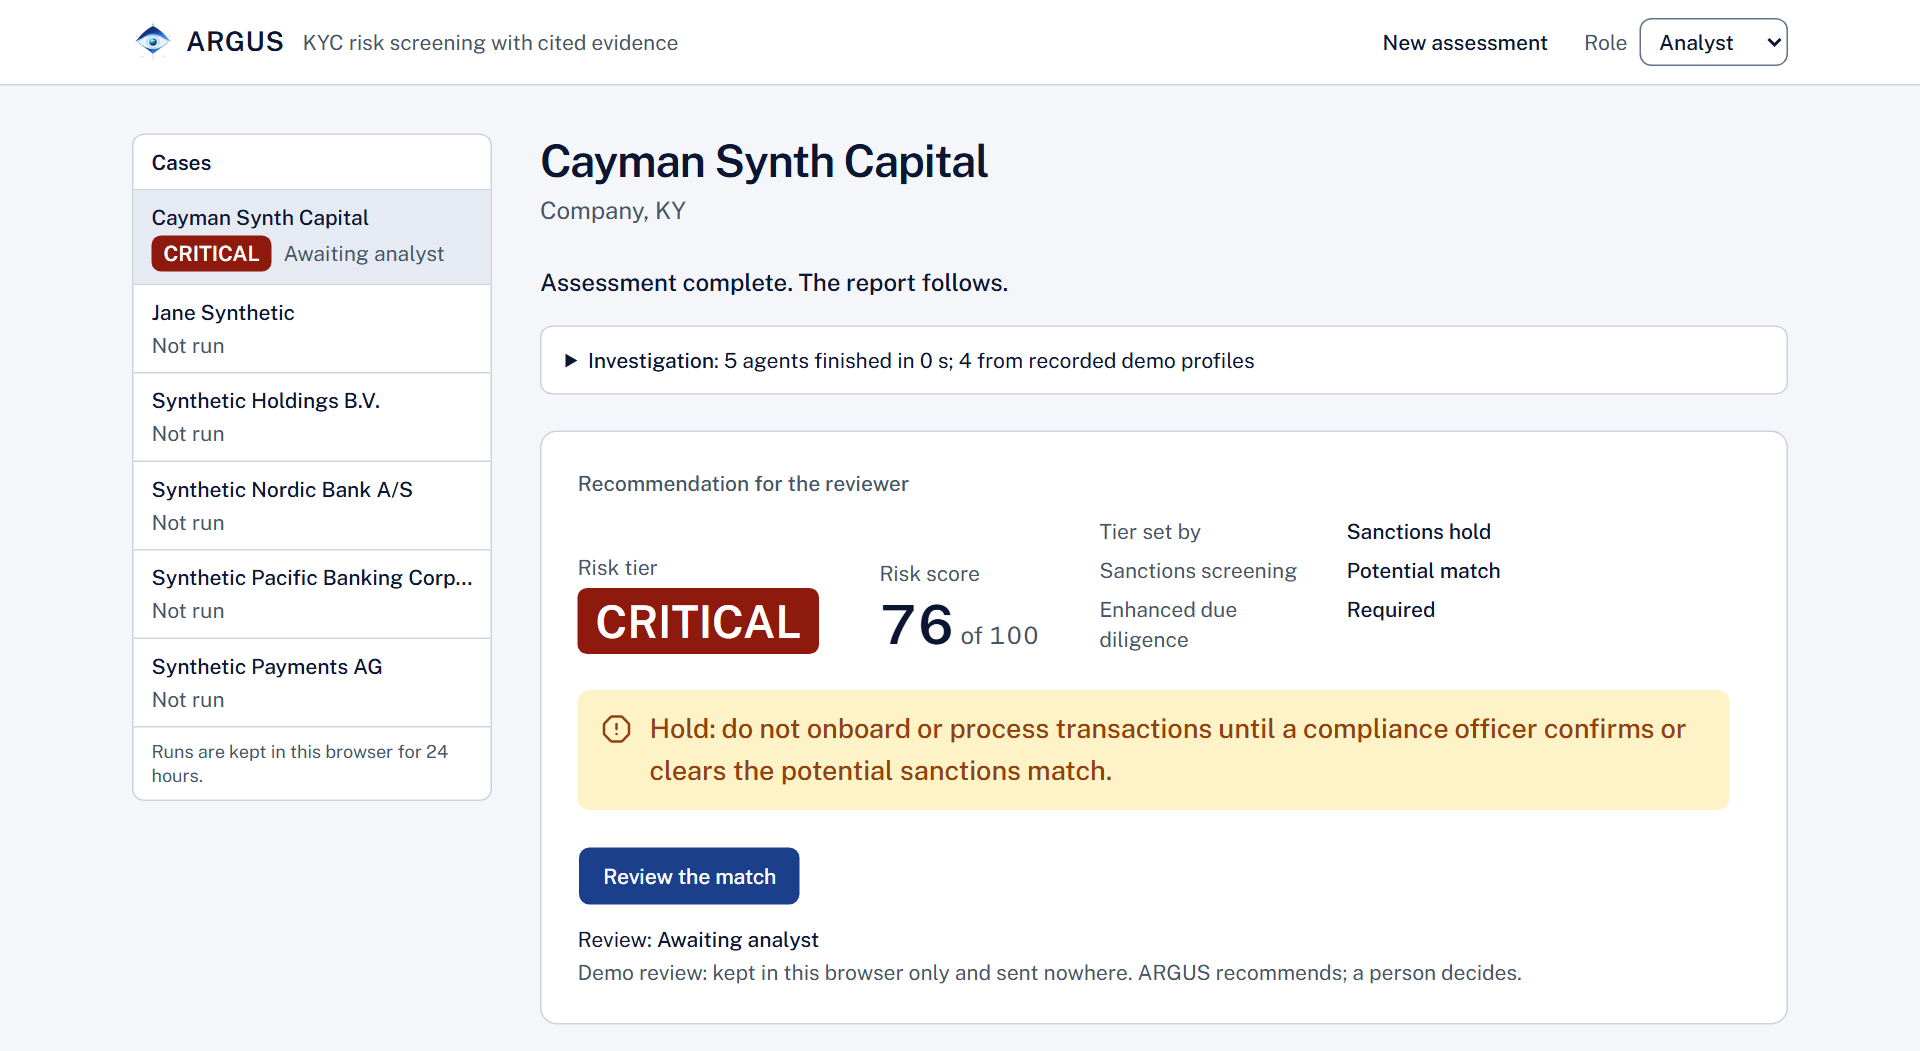 ARGUS KYC risk screening with cited evidence
New assessment Role Analyst
Cases
Cayman Synth Capital
CRITICAL Awaiting analyst
Jane Synthetic
Not run
Synthetic Holdings B.V.
Not run
Synthetic Nordic Bank A/S
Not run
Synthetic Pacific Banking Corp...
Not run
Synthetic Payments AG
Not run
Runs are kept in this browser for 24
hours.
Cayman Synth Capital
Company, KY
Assessment complete. The report follows.
Investigation: 5 agents finished in 0 s; 4 from recorded demo profiles
Recommendation for the reviewer
Risk tier
CRITICAL
Risk score
76 of 100
Tier set by Sanctions hold
Sanctions screening Potential match
Enhanced due Required
diligence
Hold: do not onboard or process transactions until a compliance officer confirms or
clears the potential sanctions match.
Review the match
Review: Awaiting analyst
Demo review: kept in this browser only and sent nowhere. ARGUS recommends; a person decides.